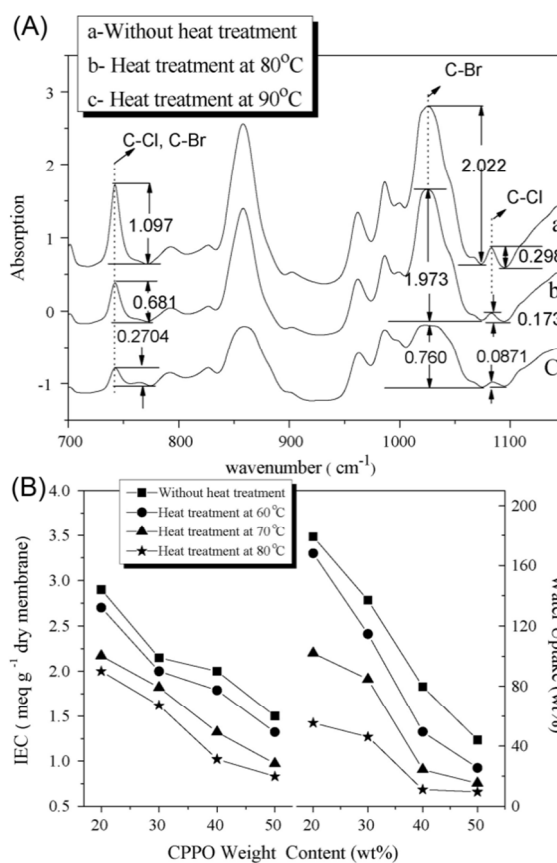 (A)
a-Without heat treatment
b- Heat treatment at 80°C
c- Heat treatment at 90°C
C-Br
C-Cl, C-Br
C-Cl
2
1
0
-1
Absorption
1.097
0.681
0.2704
2.022
1.973
0.760
0.298
0.173
0.0871
a
b
C
700 800 900 1000 1100
wavenumber ( cm-1)
(B)
Without heat treatment
Heat treatment at 60°C
Heat treatment at 70°C
Heat treatment at 80°C
4.0
3.5
3.0
2.5
2.0
1.5
1.0
0.5
IEC ( meq g-1 dry membrane)
200
160
120
80
40
0
20 30 40 50 20 30 40 50
CPPO Weight Content (wt%)